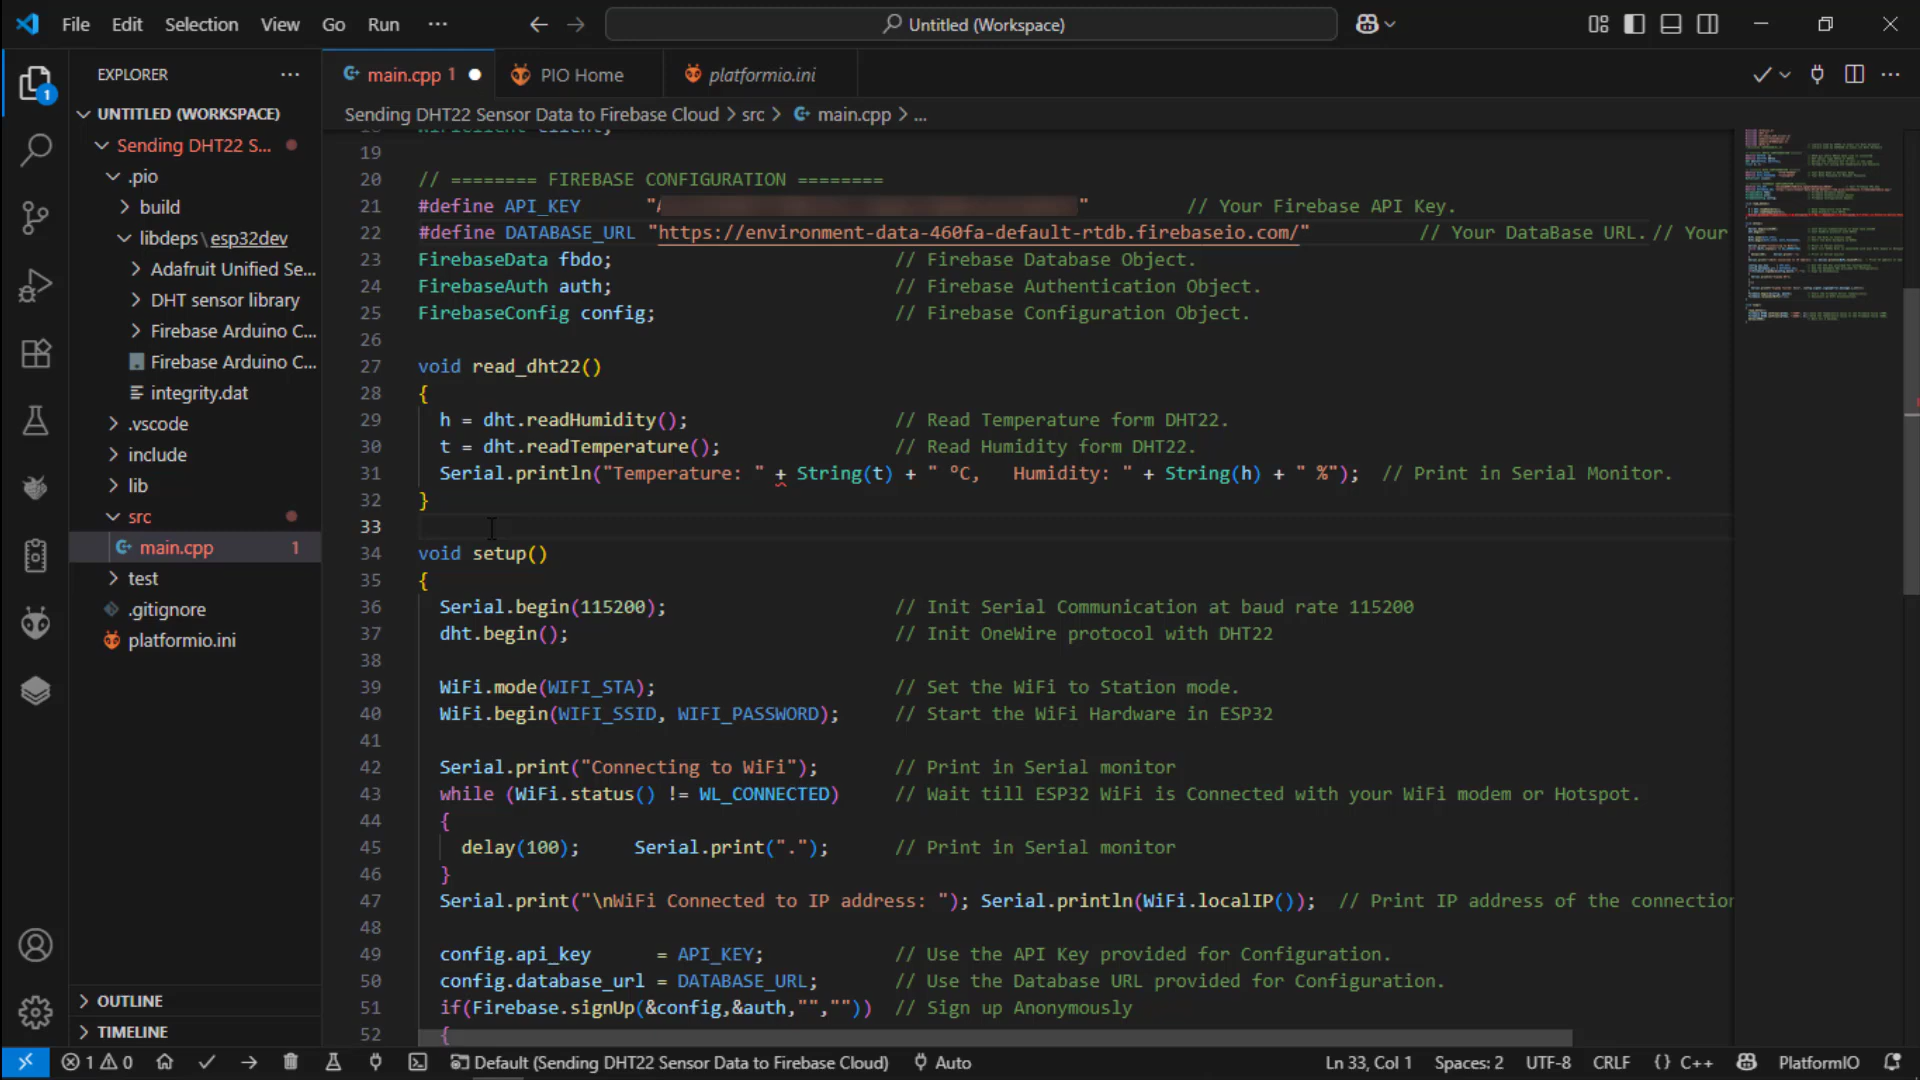 File Edit Selection View Go Run ··· Untitled (Workspace)
EXPLORER ···
main.cpp 1 PIO Home platformio.ini
UNTITLED (WORKSPACE)
Sending DHT22 Sensor Data to Firebase Cloud > src > main.cpp > ...
Sending DHT22 S...
.pio
build
libdeps\esp32dev
Adafruit Unified Se...
DHT sensor library
Firebase Arduino C...
Firebase Arduino C...
integrity.dat
.vscode
include
lib
src
main.cpp 1
test
.gitignore
platformio.ini
OUTLINE
TIMELINE
1
19
20 // ======== FIREBASE CONFIGURATION ========
21 #define API_KEY " " // Your Firebase API Key.
22 #define DATABASE_URL "https://environment-data-460fa-default-rtdb.firebaseio.com/" // Your DataBase URL.// Your
23 FirebaseData fbdo; // Firebase Database Object.
24 FirebaseAuth auth; // Firebase Authentication Object.
25 FirebaseConfig config; // Firebase Configuration Object.
26
27 void read_dht22()
28 {
29 h = dht.readHumidity(); // Read Temperature form DHT22.
30 t = dht.readTemperature(); // Read Humidity form DHT22.
31 Serial.println("Temperature: " + String(t) + " °C, Humidity: " + String(h) + " %"); // Print in Serial Monitor.
32 }
33
34 void setup()
35 {
36 Serial.begin(115200); // Init Serial Communication at baud rate 115200
37 dht.begin(); // Init OneWire protocol with DHT22
38
39 WiFi.mode(WIFI_STA); // Set the WiFi to Station mode.
40 WiFi.begin(WIFI_SSID, WIFI_PASSWORD); // Start the WiFi Hardware in ESP32
41
42 Serial.print("Connecting to WiFi"); // Print in Serial monitor
43 while (WiFi.status() != WL_CONNECTED) // Wait till ESP32 WiFi is Connected with your WiFi modem or Hotspot.
44 {
45 delay(100); Serial.print("."); // Print in Serial monitor
46 }
47 Serial.print("\nWiFi Connected to IP address: "); Serial.println(WiFi.localIP()); // Print IP address of the connection
48
49 config.api_key = API_KEY; // Use the API Key provided for Configuration.
50 config.database_url = DATABASE_URL; // Use the Database URL provided for Configuration.
51 if(Firebase.signUp(&config,&auth,"","")) // Sign up Anonymously
52 {
1 0 Default (Sending DHT22 Sensor Data to Firebase Cloud) Auto Ln 33, Col 1 Spaces: 2 UTF-8 CRLF {} C++ PlatformIO